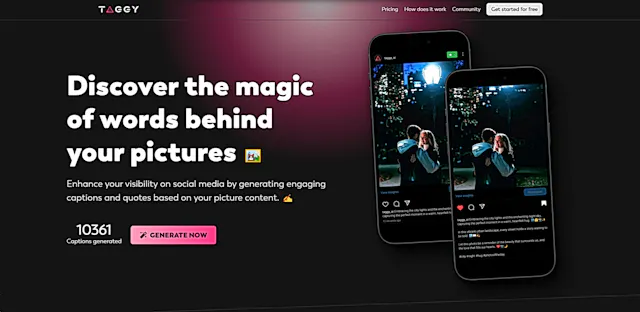 TAGGY
Pricing
How does it work
Community
Get started for free
Discover the magic
of words behind
your pictures 🖼️
Enhance your visibility on social media by generating engaging
captions and quotes based on your picture content. ✍️
10361
Captions generated
GENERATE NOW